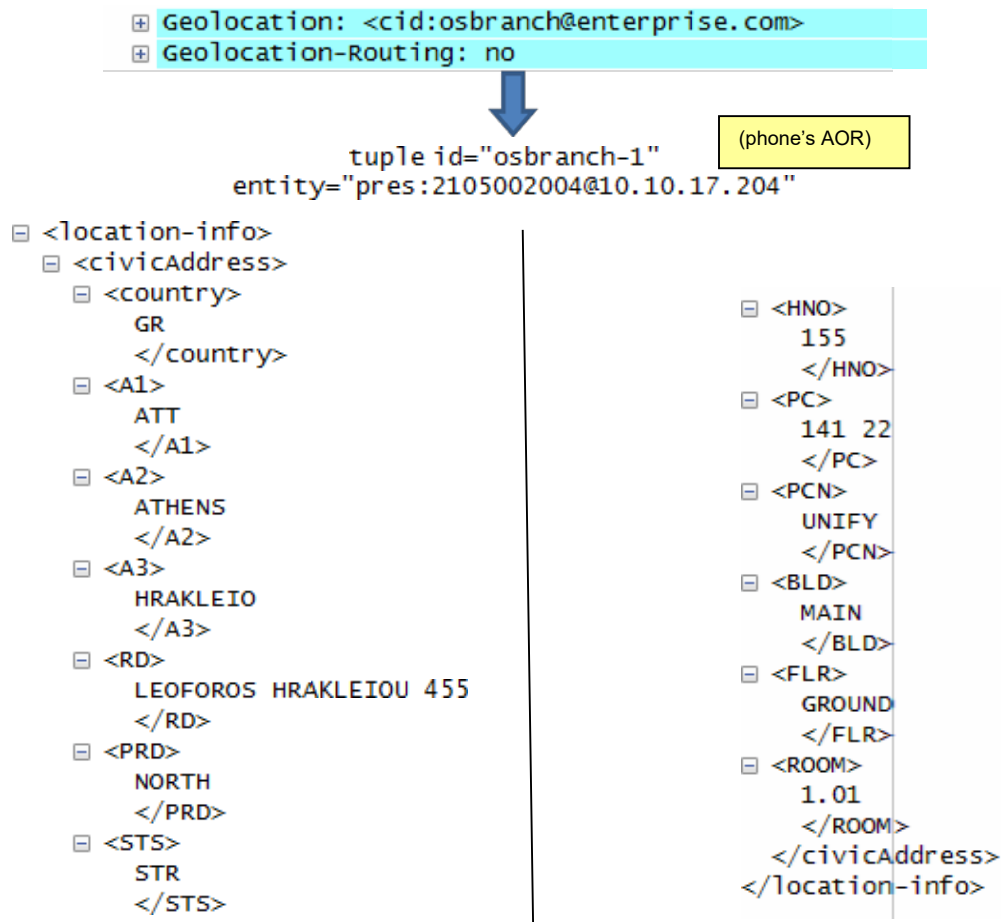 Geolocation: <cid:osbranch@enterprise.com>
Geolocation-Routing: no
(phone's AOR)
tuple id="osbranch-1"
entity="pres:2105002004@10.10.17.204"
<location-info>
<civicAddress>
<country>
GR
</country>
<A1>
ATT
</A1>
<A2>
ATHENS
</A2>
<A3>
HRAKLEIO
</A3>
<RD>
LEOFOROS HRAKLEIOU 455
</RD>
<PRD>
NORTH
</PRD>
<STS>
STR
</STS>
<HNO>
155
</HNO>
<PC>
141 22
</PC>
<PCN>
UNIFY
</PCN>
<BLD>
MAIN
</BLD>
<FLR>
GROUND
</FLR>
<ROOM>
1.01
</ROOM>
</civicAddress>
</location-info>